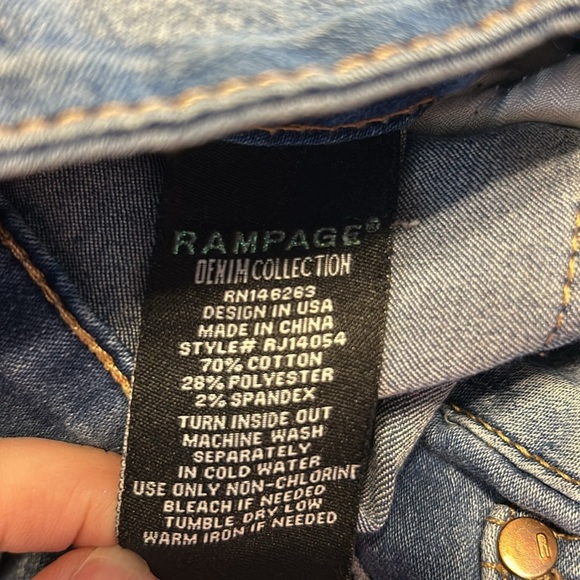 RAMPAGE®
DENIM COLLECTION
RN146263
DESIGN IN USA
MADE IN CHINA
STYLE# RJ14054
70% COTTON
28% POLYESTER
2% SPANDEX
TURN INSIDE OUT
MACHINE WASH
SEPARATELY
IN COLD WATER
USE ONLY NON-CHLORINE
BLEACH IF NEEDED
TUMBLE DRY LOW
WARM IRON IF NEEDED
R